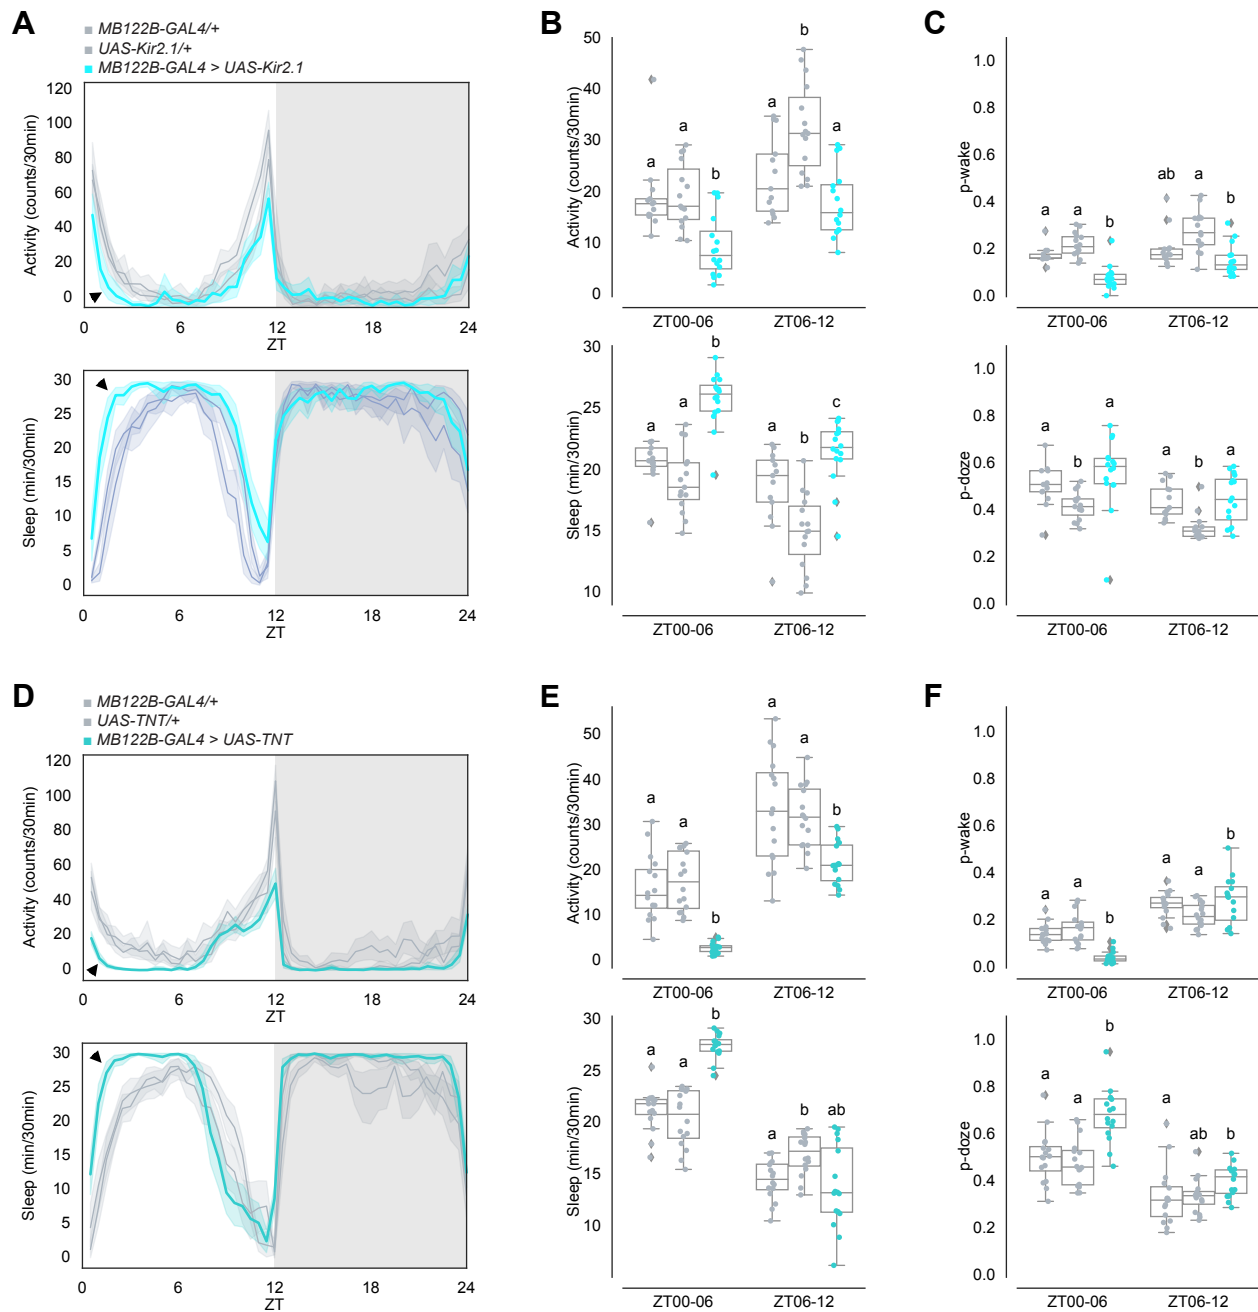 A
MB122B-GAL4/+
UAS-Kir2.1/+
MB122B-GAL4 > UAS-Kir2.1
Activity (counts/30min)
120
100
80
60
40
20
0
0 6 12 18 24
ZT
Sleep (min/30min)
30
25
20
15
10
5
0
0 6 12 18 24
ZT
B
Activity (counts/30min)
50
40
30
20
10
0
a a b a b a
ZT00-06 ZT06-12
Sleep (min/30min)
30
25
20
15
10
a a b a b c
ZT00-06 ZT06-12
C
p-wake
1.0
0.8
0.6
0.4
0.2
0.0
a a b ab a b
ZT00-06 ZT06-12
p-doze
1.0
0.8
0.6
0.4
0.2
0.0
a b a a b a
ZT00-06 ZT06-12
D
MB122B-GAL4/+
UAS-TNT/+
MB122B-GAL4 > UAS-TNT
Activity (counts/30min)
120
100
80
60
40
20
0
0 6 12 18 24
ZT
Sleep (min/30min)
30
25
20
15
10
5
0
0 6 12 18 24
ZT
E
Activity (counts/30min)
50
40
30
20
10
0
a a b a a b
ZT00-06 ZT06-12
Sleep (min/30min)
30
25
20
15
10
a a b a b ab
ZT00-06 ZT06-12
F
p-wake
1.0
0.8
0.6
0.4
0.2
0.0
a a b a a b
ZT00-06 ZT06-12
p-doze
1.0
0.8
0.6
0.4
0.2
0.0
a a b a ab b
ZT00-06 ZT06-12